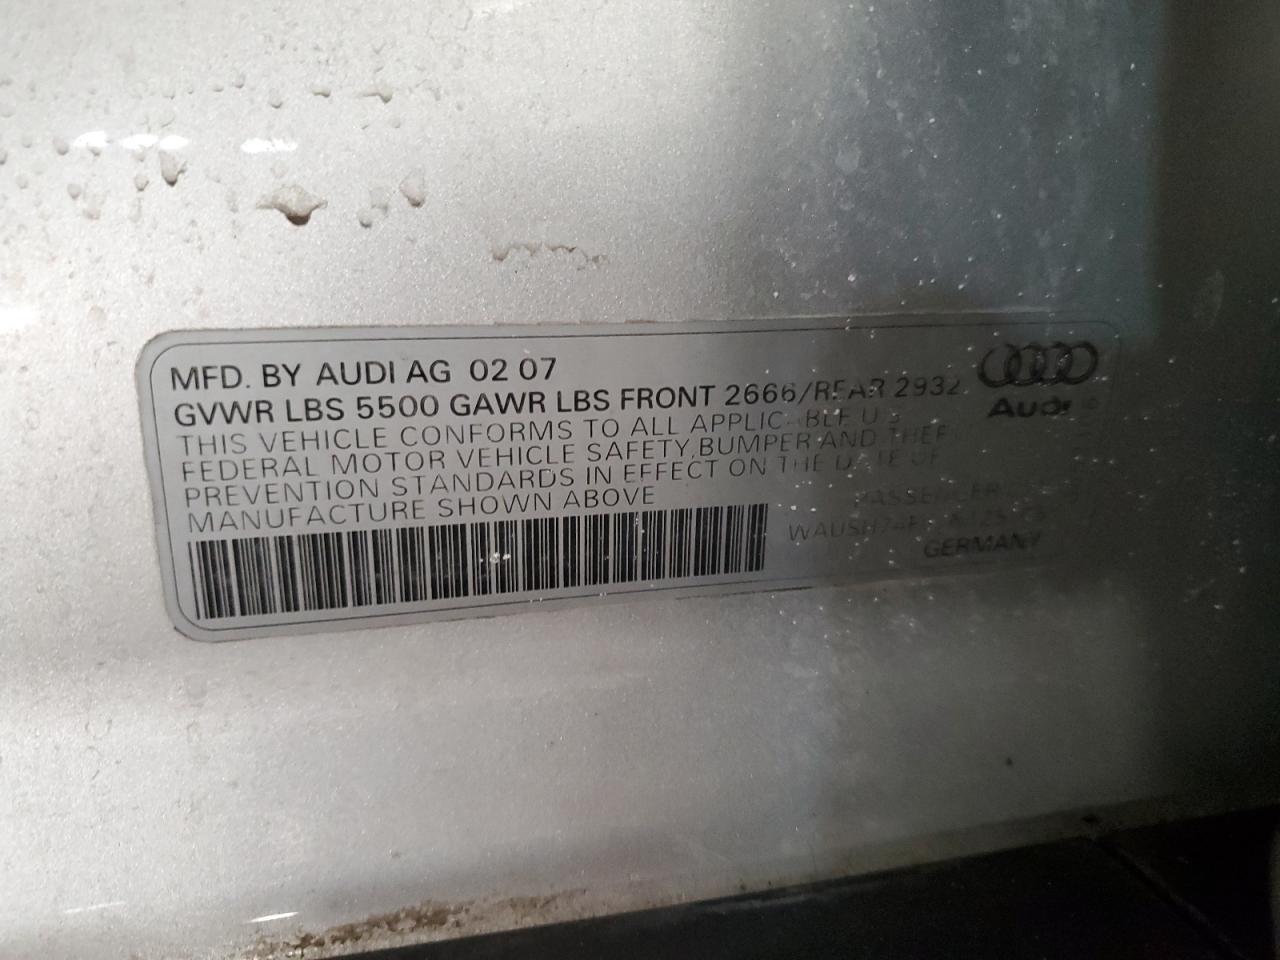 MFD. BY AUDI AG 02 07
GVWR LBS 5500 GAWR LBS FRONT 2666/REAR 2932
Audi
THIS VEHICLE CONFORMS TO ALL APPLICABLE U.S.
FEDERAL MOTOR VEHICLE SAFETY, BUMPER AND THEFT
PREVENTION STANDARDS IN EFFECT ON THE DATE OF
MANUFACTURE SHOWN ABOVE
PASSENGER
GERMANY